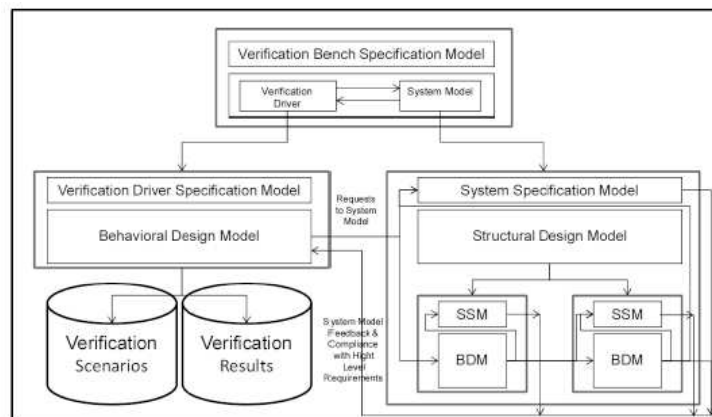 Verification Bench Specification Model
Verification
Driver
System Model
Verification Driver Specification Model
Behavioral Design Model
Requests
to System
Model
System Specification Model
Structural Design Model
Verification
Scenarios
Verification
Results
System Model
Feedback &
Compliance
with Hight
Level
Requirements
SSM
BDM
SSM
BDM